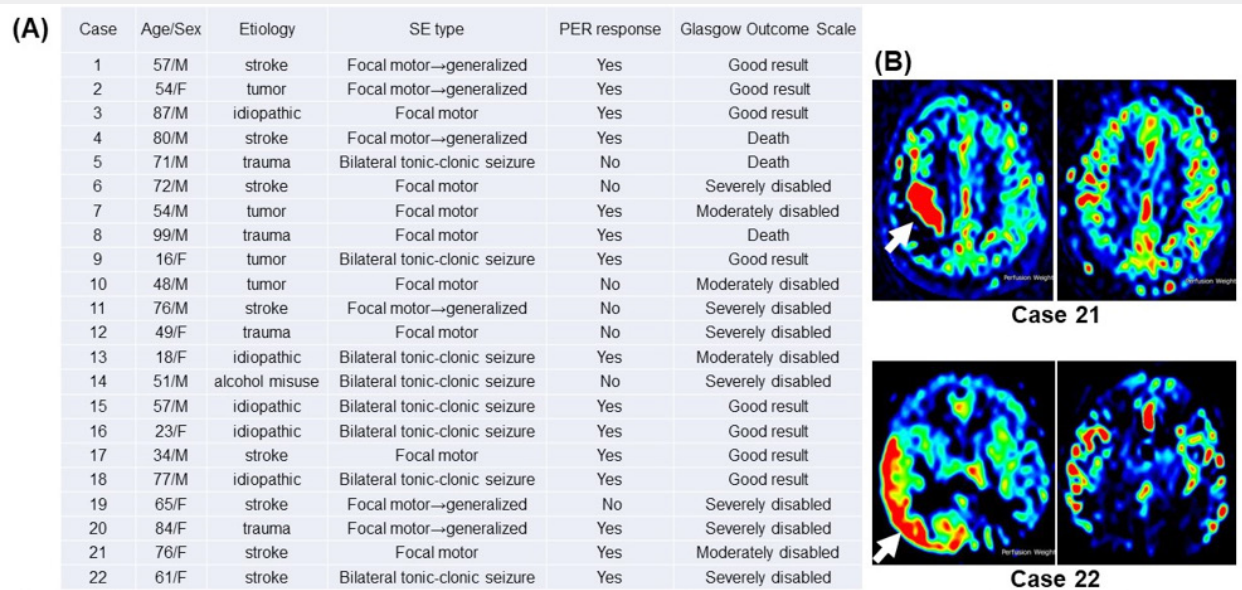 (A)
Case Age/Sex Etiology SE type PER response Glasgow Outcome Scale
1 57/M stroke Focal motor→generalized Yes Good result
2 54/F tumor Focal motor→generalized Yes Good result
3 87/M idiopathic Focal motor Yes Good result
4 80/M stroke Focal motor→generalized Yes Death
5 71/M trauma Bilateral tonic-clonic seizure No Death
6 72/M stroke Focal motor No Severely disabled
7 54/M tumor Focal motor Yes Moderately disabled
8 99/M trauma Focal motor Yes Death
9 16/F tumor Bilateral tonic-clonic seizure Yes Good result
10 48/M tumor Focal motor No Moderately disabled
11 76/M stroke Focal motor→generalized No Severely disabled
12 49/F trauma Focal motor No Severely disabled
13 18/F idiopathic Bilateral tonic-clonic seizure Yes Moderately disabled
14 51/M alcohol misuse Bilateral tonic-clonic seizure No Severely disabled
15 57/M idiopathic Bilateral tonic-clonic seizure Yes Good result
16 23/F idiopathic Bilateral tonic-clonic seizure Yes Good result
17 34/M stroke Focal motor Yes Good result
18 77/M idiopathic Bilateral tonic-clonic seizure Yes Good result
19 65/F stroke Focal motor→generalized No Severely disabled
20 84/F trauma Focal motor→generalized Yes Severely disabled
21 76/F stroke Focal motor Yes Moderately disabled
22 61/F stroke Bilateral tonic-clonic seizure Yes Severely disabled
(B)
Perfusion Weight
Perfusion Weight
Case 21
Perfusion Weight
Case 22